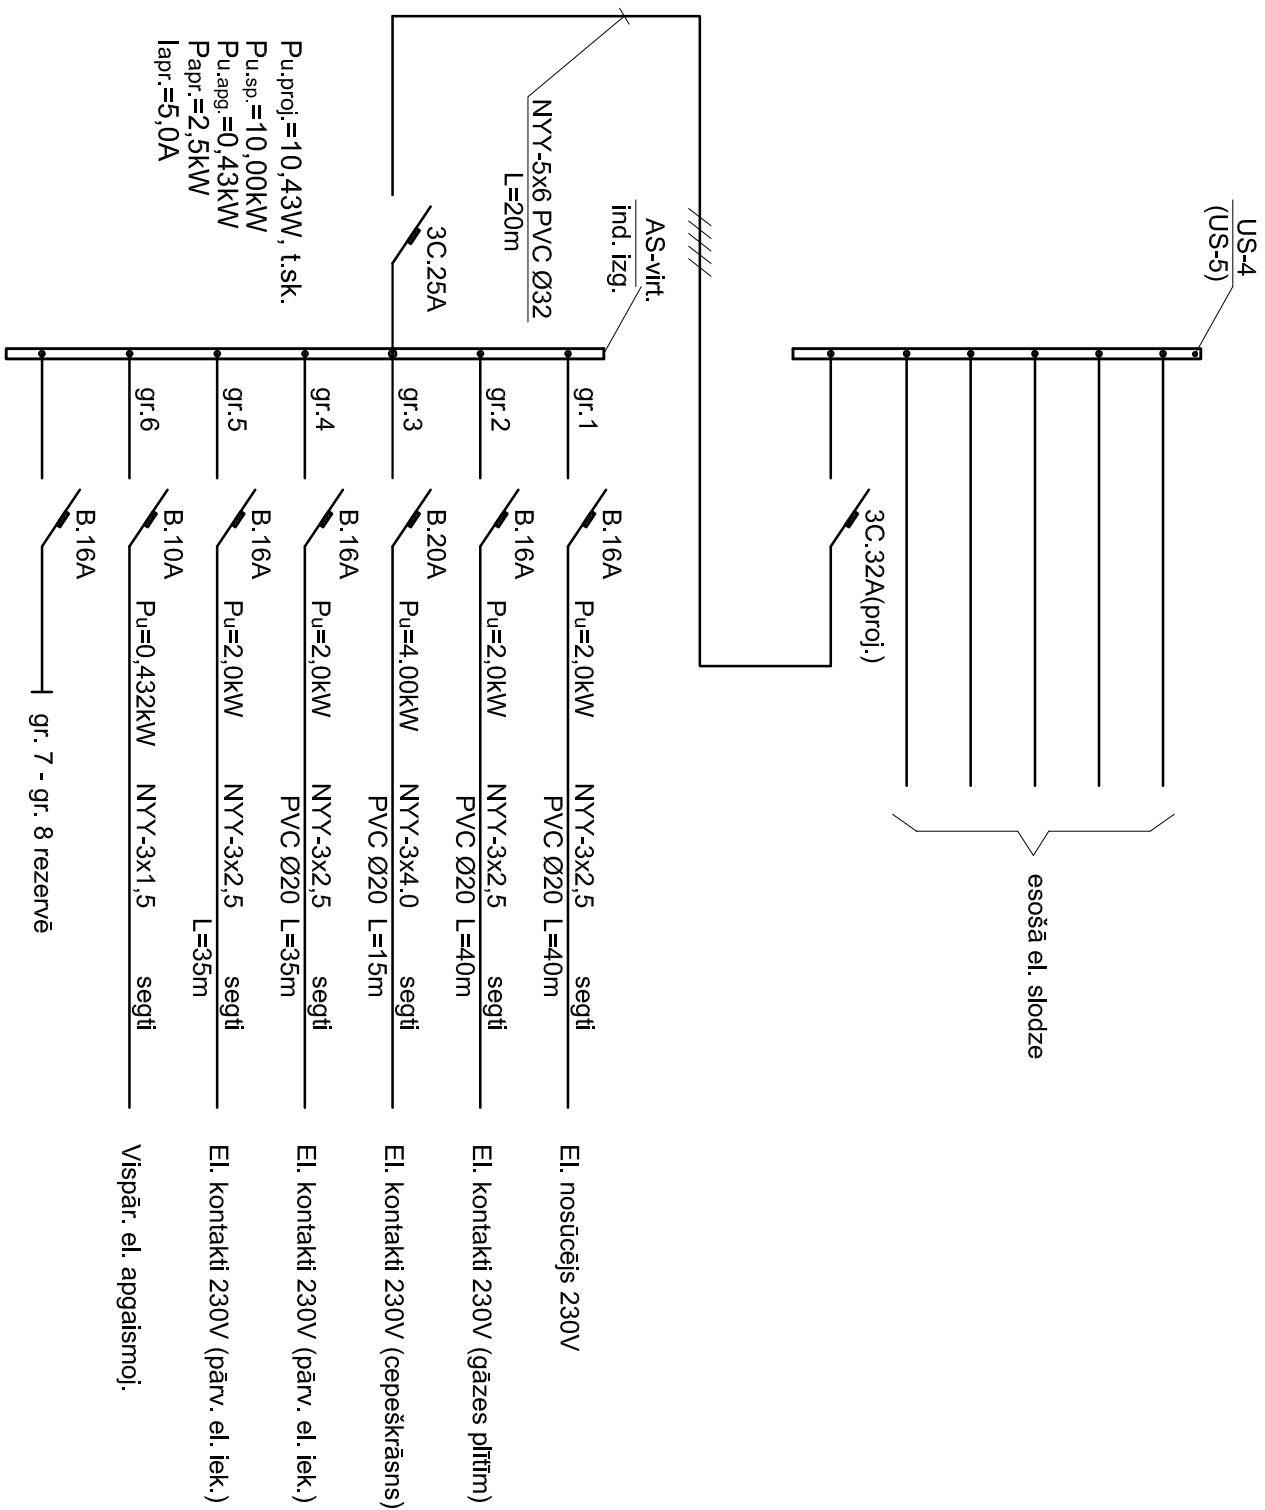 US-4
(US-5)
3C.32A(proj.)
esošā el. slodze
AS-virt.
ind. izg.
NYY-5x6 PVC Ø32
L=20m
3C.25A
Pu.proj.=10,43W, t.sk.
Pu.sp.=10,00kW
Pu.apg.=0,43kW
Papr.=2,5kW
Iapr.=5,0A
gr.1
B.16A
Pu=2,0kW
NYY-3x2,5
segti
PVC Ø20 L=40m
El. nosūcējs 230V
gr.2
B.16A
Pu=2,0kW
NYY-3x2,5
segti
PVC Ø20 L=40m
El. kontakti 230V (gāzes plītīm)
gr.3
B.20A
Pu=4.00kW
NYY-3x4.0
segti
PVC Ø20 L=15m
El. kontakti 230V (cepeškrāsns)
gr.4
B.16A
Pu=2,0kW
NYY-3x2,5
segti
PVC Ø20 L=35m
El. kontakti 230V (pārv. el. iek.)
gr.5
B.16A
Pu=2,0kW
NYY-3x2,5
segti
L=35m
El. kontakti 230V (pārv. el. iek.)
gr.6
B.10A
Pu=0,432kW
NYY-3x1,5
segti
Vispār. el. apgaismoj.
B.16A
gr. 7 - gr. 8 rezervē